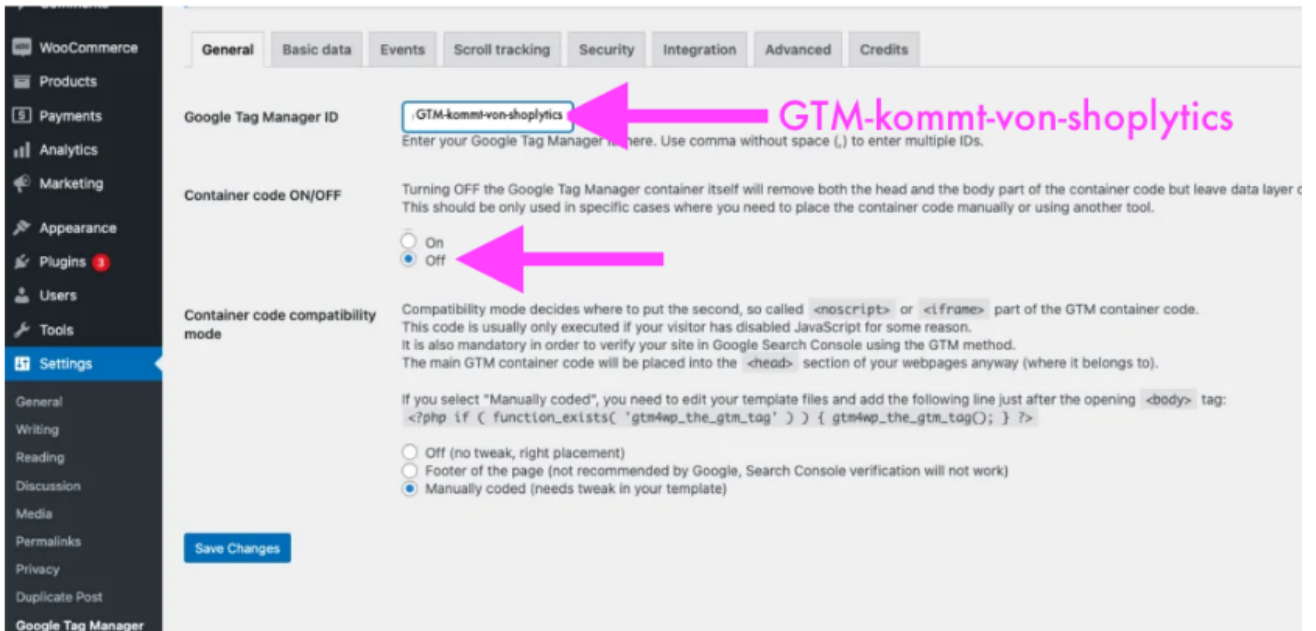 Comments
WooCommerce
Products
Payments
Analytics
Marketing
Appearance
Plugins 3
Users
Tools
Settings
General
Writing
Reading
Discussion
Media
Permalinks
Privacy
Duplicate Post
Google Tag Manager
General Basic data Events Scroll tracking Security Integration Advanced Credits
Google Tag Manager ID
GTM-kommt-von-shoplytics
GTM-kommt-von-shoplytics
Enter your Google Tag Manager here. Use comma without space (,) to enter multiple IDs.
Container code ON/OFF
Turning OFF the Google Tag Manager container itself will remove both the head and the body part of the container code but leave data layer
This should be only used in specific cases where you need to place the container code manually or using another tool.
On
Off
Container code compatibility
mode
Compatibility mode decides where to put the second, so called <noscript> or <iframe> part of the GTM container code.
This code is usually only executed if your visitor has disabled JavaScript for some reason.
It is also mandatory in order to verify your site in Google Search Console using the GTM method.
The main GTM container code will be placed into the <head> section of your webpages anyway (where it belongs to).
If you select "Manually coded", you need to edit your template files and add the following line just after the opening <body> tag:
<?php if ( function_exists( 'gtm4wp_the_gtm_tag' ) ) { gtm4wp_the_gtm_tag(); } ?>
Off (no tweak, right placement)
Footer of the page (not recommended by Google, Search Console verification will not work)
Manually coded (needs tweak in your template)
Save Changes